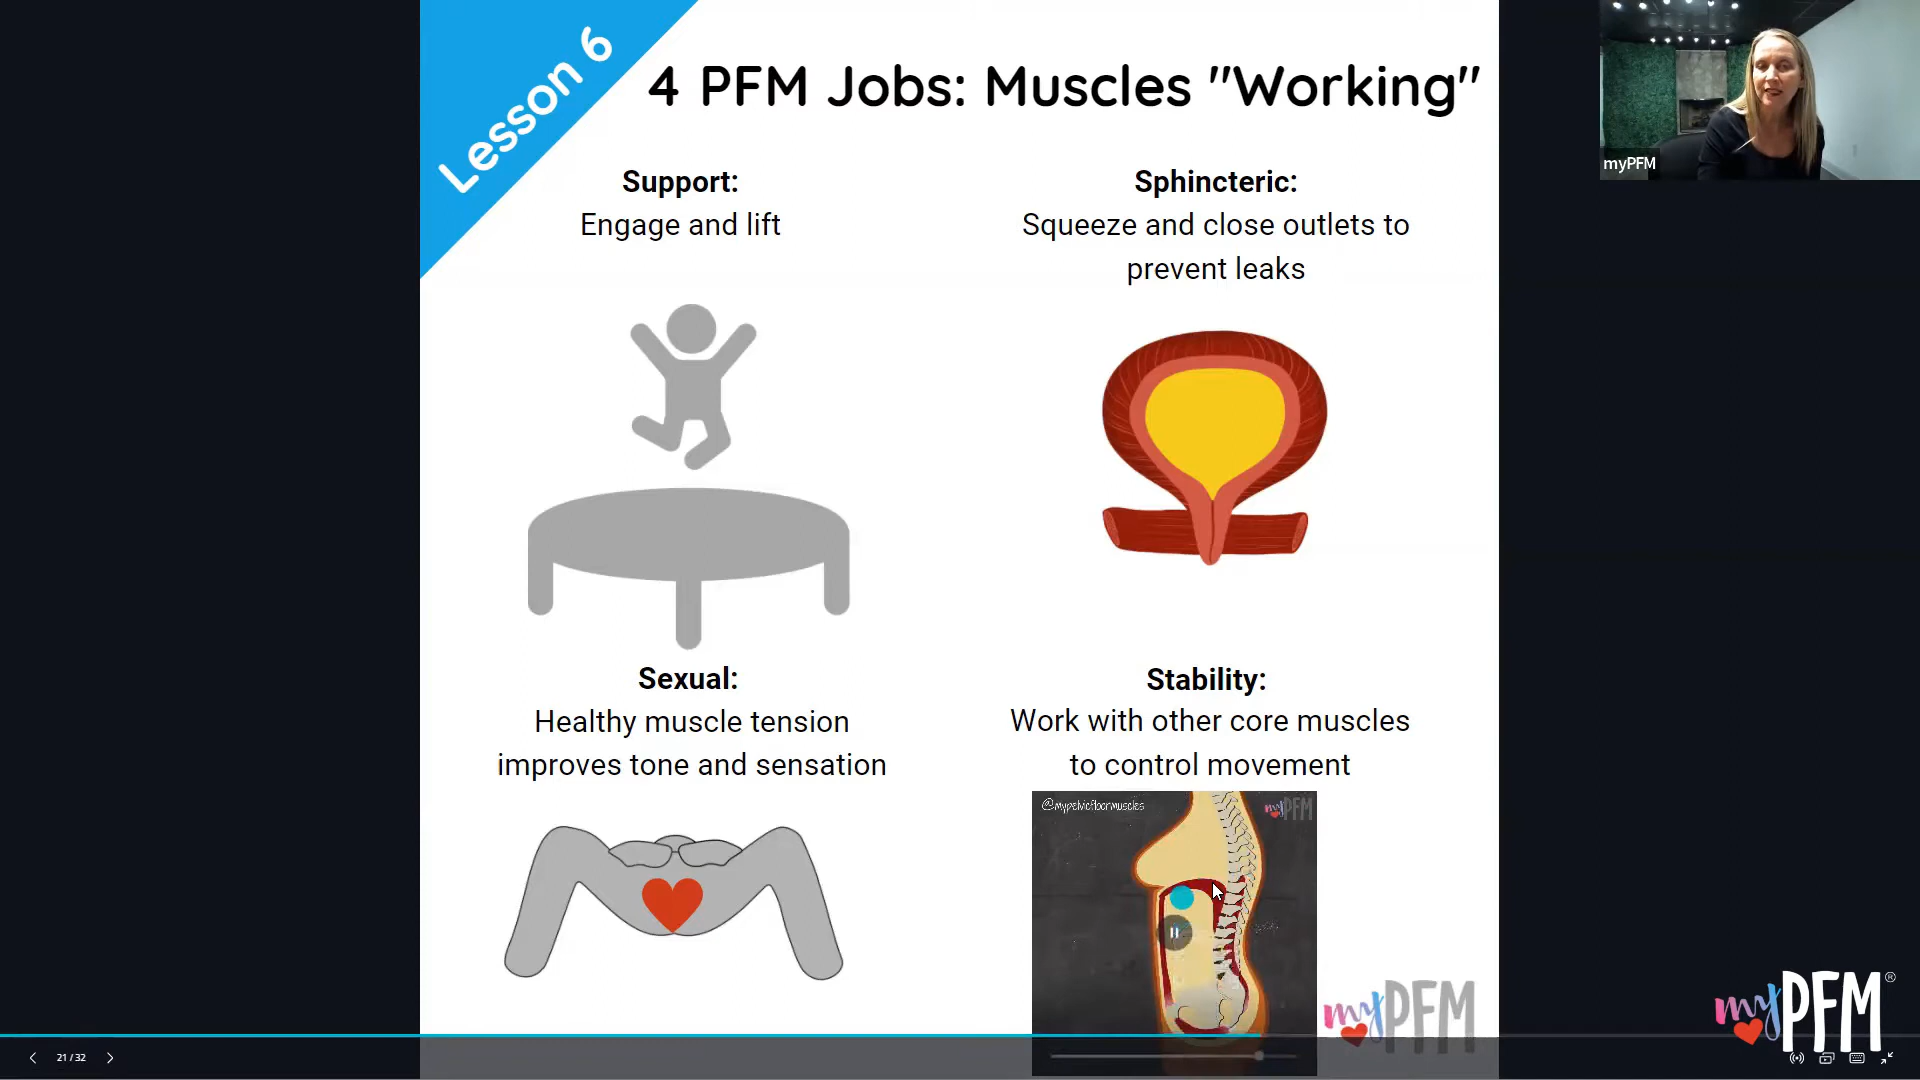 Lesson 6
4 PFM Jobs: Muscles "Working"
Support:
Engage and lift
Sphincteric:
Squeeze and close outlets to
prevent leaks
Sexual:
Healthy muscle tension
improves tone and sensation
Stability:
Work with other core muscles
to control movement
@mypelvicfloormuscles
myPFM
myPFM
myPFM
myPFM®
21 / 32